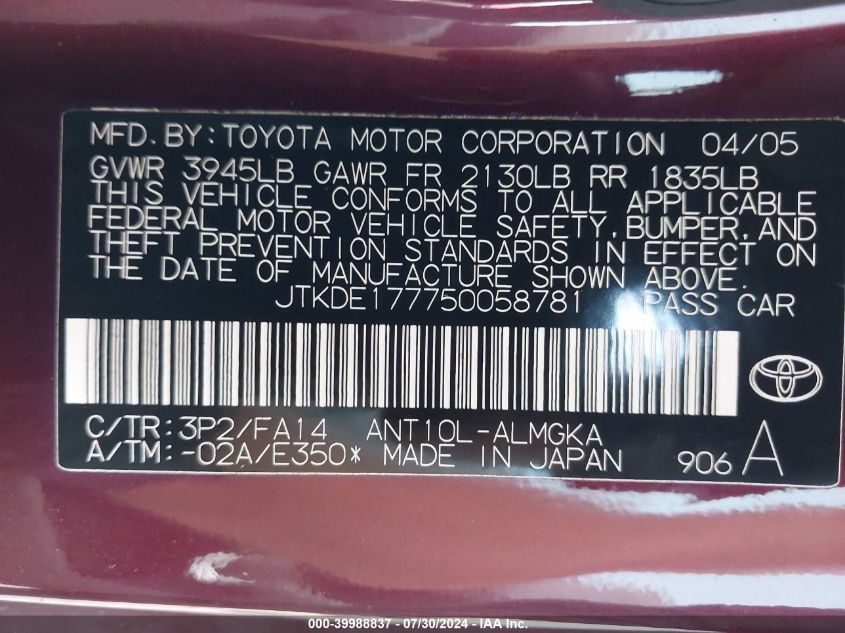 MFD. BY: TOYOTA MOTOR CORPORATION 04/05
GVWR 3945LB GAWR FR 2130LB RR 1835LB
THIS VEHICLE CONFORMS TO ALL APPLICABLE
FEDERAL MOTOR VEHICLE SAFETY, BUMPER, AND
THEFT PREVENTION STANDARDS IN EFFECT ON
THE DATE OF MANUFACTURE SHOWN ABOVE.
JTKDE177750058781 PASS CAR
C/TR: 3P2/FA14 ANT10L-ALMGKA
A/TM: -02A/E350* MADE IN JAPAN 906 A
000-39988837 - 07/30/2024 - IAA Inc.